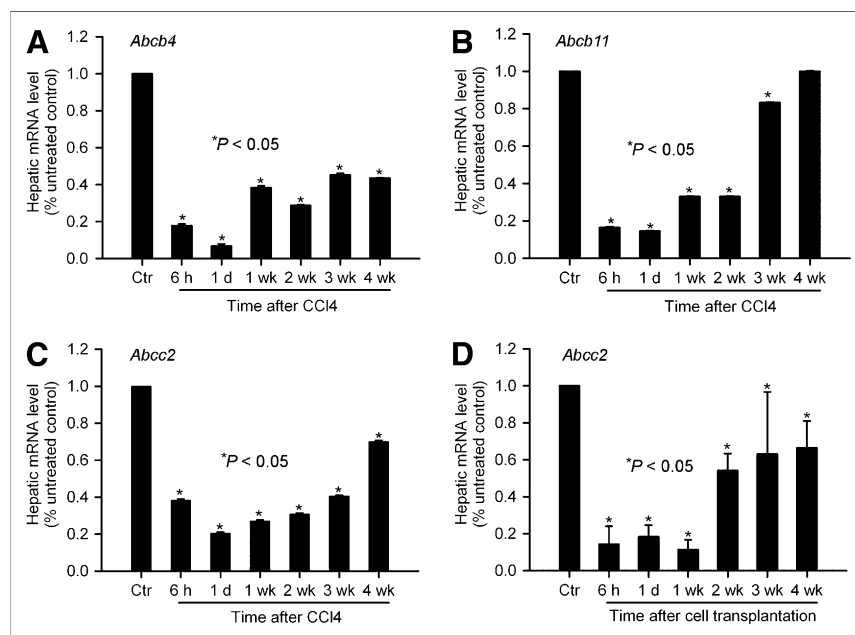 A
Abcb4
Hepatic mRNA level
(% untreated control)
1.2
1.0
0.8
0.6
0.4
0.2
0.0
*P < 0.05
*
*
*
*
*
*
Ctr 6 h 1 d 1 wk 2 wk 3 wk 4 wk
Time after CCl4
B
Abcb11
Hepatic mRNA level
(% untreated control)
1.2
1.0
0.8
0.6
0.4
0.2
0.0
*P < 0.05
*
*
*
*
*
Ctr 6 h 1 d 1 wk 2 wk 3 wk 4 wk
Time after CCl4
C
Abcc2
Hepatic mRNA level
(% untreated control)
1.2
1.0
0.8
0.6
0.4
0.2
0.0
*P < 0.05
*
*
*
*
*
*
Ctr 6 h 1 d 1 wk 2 wk 3 wk 4 wk
Time after CCl4
D
Abcc2
Hepatic mRNA level
(% untreated control)
1.2
1.0
0.8
0.6
0.4
0.2
0.0
*P < 0.05
*
*
*
*
*
*
Ctr 6 h 1 d 1 wk 2 wk 3 wk 4 wk
Time after cell transplantation